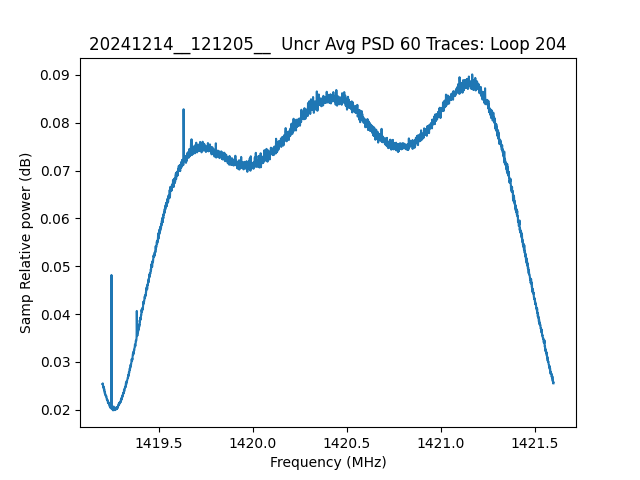 20241214__121205__  Uncr Avg PSD 60 Traces: Loop 204
0.09
0.08
0.07
0.06
0.05
0.04
0.03
0.02
Samp Relative power (dB)
1419.5 1420.0 1420.5 1421.0 1421.5
Frequency (MHz)